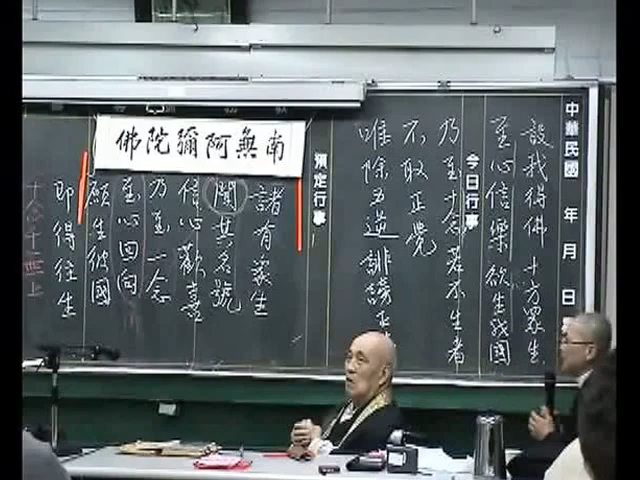 中華民國 年 月 日
設我得佛 十方眾生
至心信樂 欲生我國
今日行事
乃至十念 若不生者
不取正覺
唯除五逆 誹謗
預定行事
南無阿彌陀佛
諸有眾生
聞其名號
信心歡喜
乃至一念
至心回向
願生彼國
即得往生